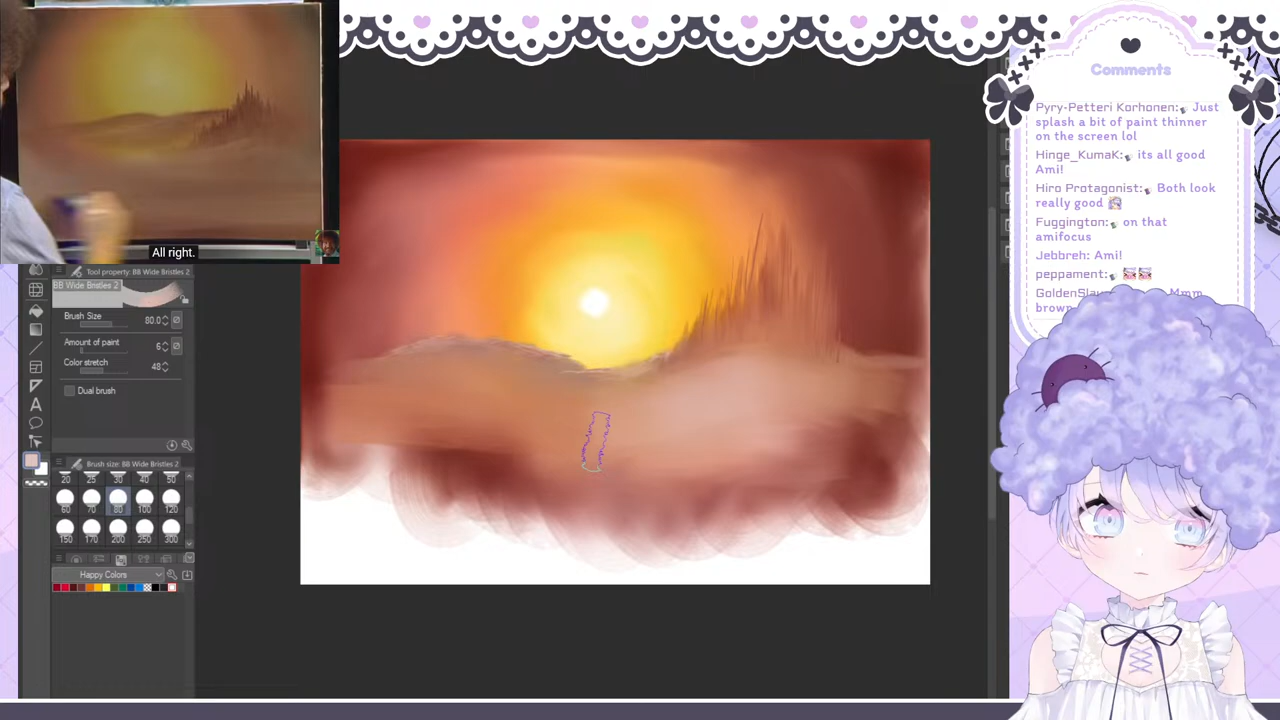 All right.
Tool property: BB Wide Bristles 2
BB Wide Bristles 2
Brush Size 80.0
Amount of paint 6
Color stretch 48
Dual brush
Brush size: BB Wide Bristles 2
20 25 30 40 50
60 70 80 100 120
150 170 200 250 300
Happy Colors
Comments
Pyry-Petteri Korhonen: Just
splash a bit of paint thinner
on the screen lol
Hinge_KumaK: its all good
Ami!
Hiro Protagonist: Both look
really good
Fuggington: on that
amifocus
Jebbreh: Ami!
peppament:
Mmm
brown